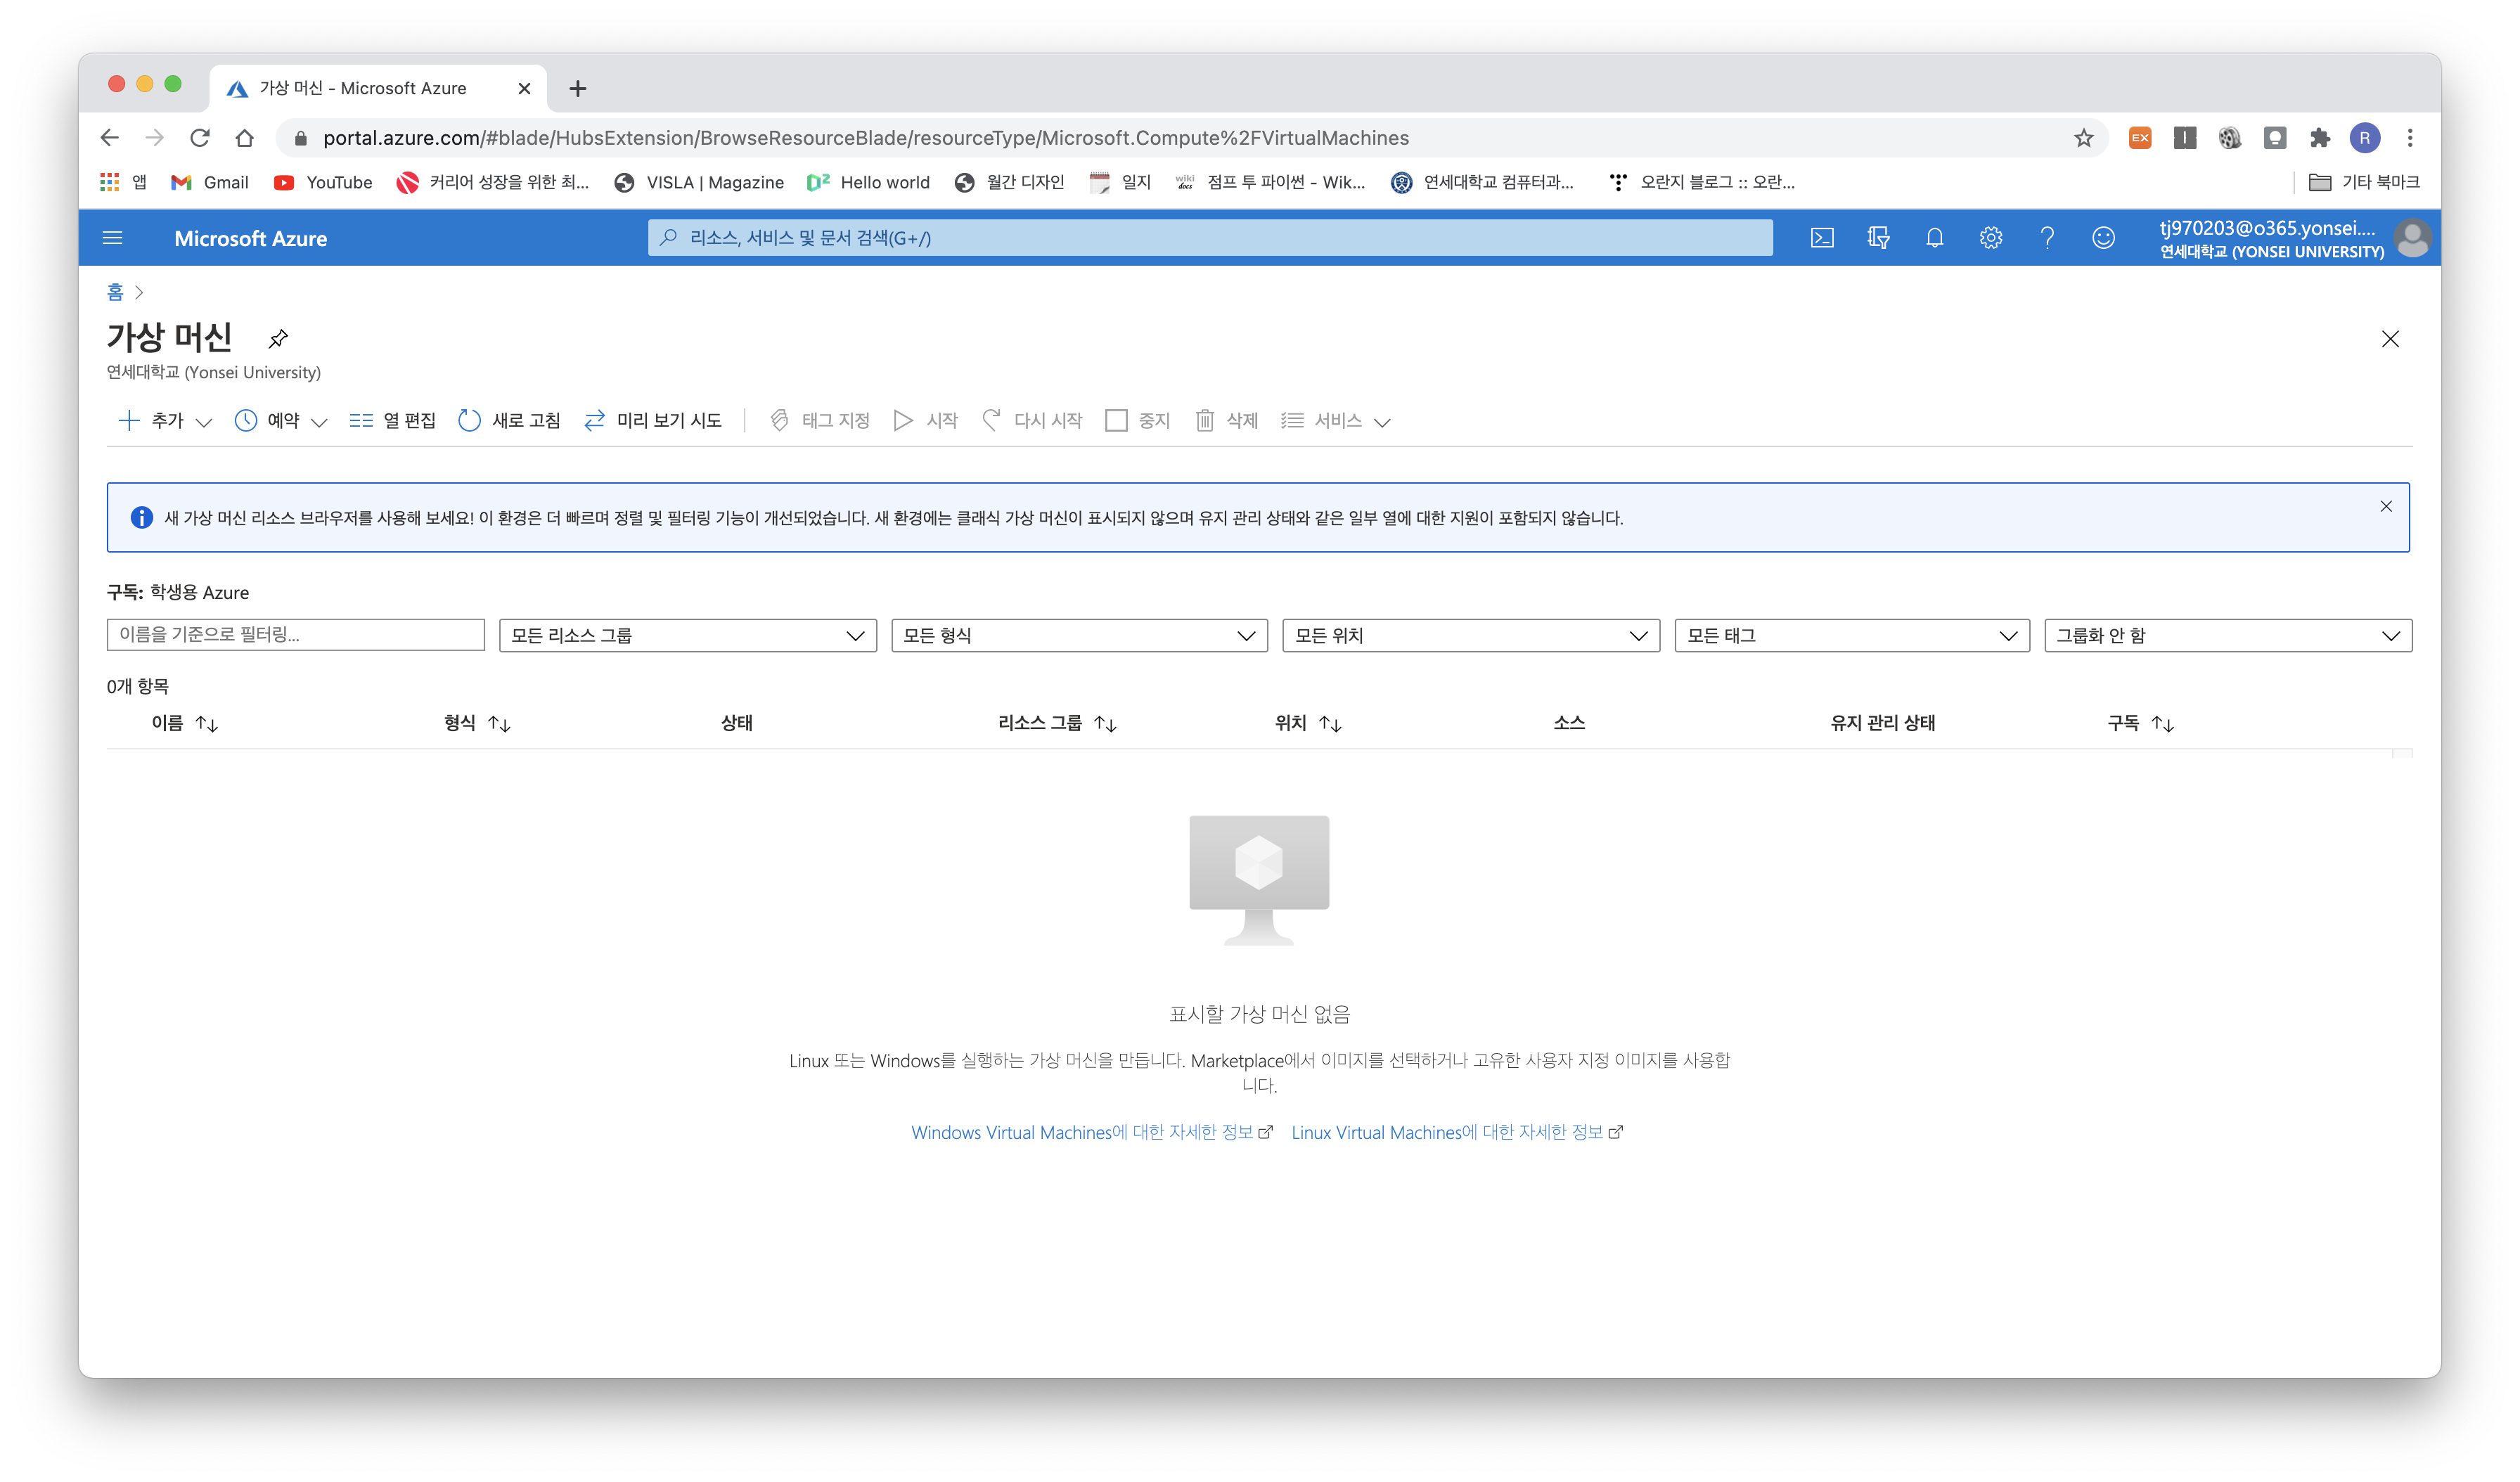 가상 머신 - Microsoft Azure
portal.azure.com/#blade/HubsExtension/BrowseResourceBlade/resourceType/Microsoft.Compute%2FVirtualMachines
EX
R
앱 Gmail YouTube 커리어 성장을 위한 최... VISLA | Magazine Hello world 월간 디자인 일지 wiki docs 점프 투 파이썬 - Wik... 연세대학교 컴퓨터과... 오란지 블로그 :: 오란... 기타 북마크
Microsoft Azure
리소스, 서비스 및 문서 검색(G+/)
tj970203@o365.yonsei....
연세대학교 (YONSEI UNIVERSITY)
홈
가상 머신
연세대학교 (Yonsei University)
추가 예약 열 편집 새로 고침 미리 보기 시도 태그 지정 시작 다시 시작 중지 삭제 서비스
새 가상 머신 리소스 브라우저를 사용해 보세요! 이 환경은 더 빠르며 정렬 및 필터링 기능이 개선되었습니다. 새 환경에는 클래식 가상 머신이 표시되지 않으며 유지 관리 상태와 같은 일부 열에 대한 지원이 포함되지 않습니다.
구독: 학생용 Azure
이름을 기준으로 필터링... 모든 리소스 그룹 모든 형식 모든 위치 모든 태그 그룹화 안 함
0개 항목
이름 형식 상태 리소스 그룹 위치 소스 유지 관리 상태 구독
표시할 가상 머신 없음
Linux 또는 Windows를 실행하는 가상 머신을 만듭니다. Marketplace에서 이미지를 선택하거나 고유한 사용자 지정 이미지를 사용합
니다.
Windows Virtual Machines에 대한 자세한 정보 Linux Virtual Machines에 대한 자세한 정보